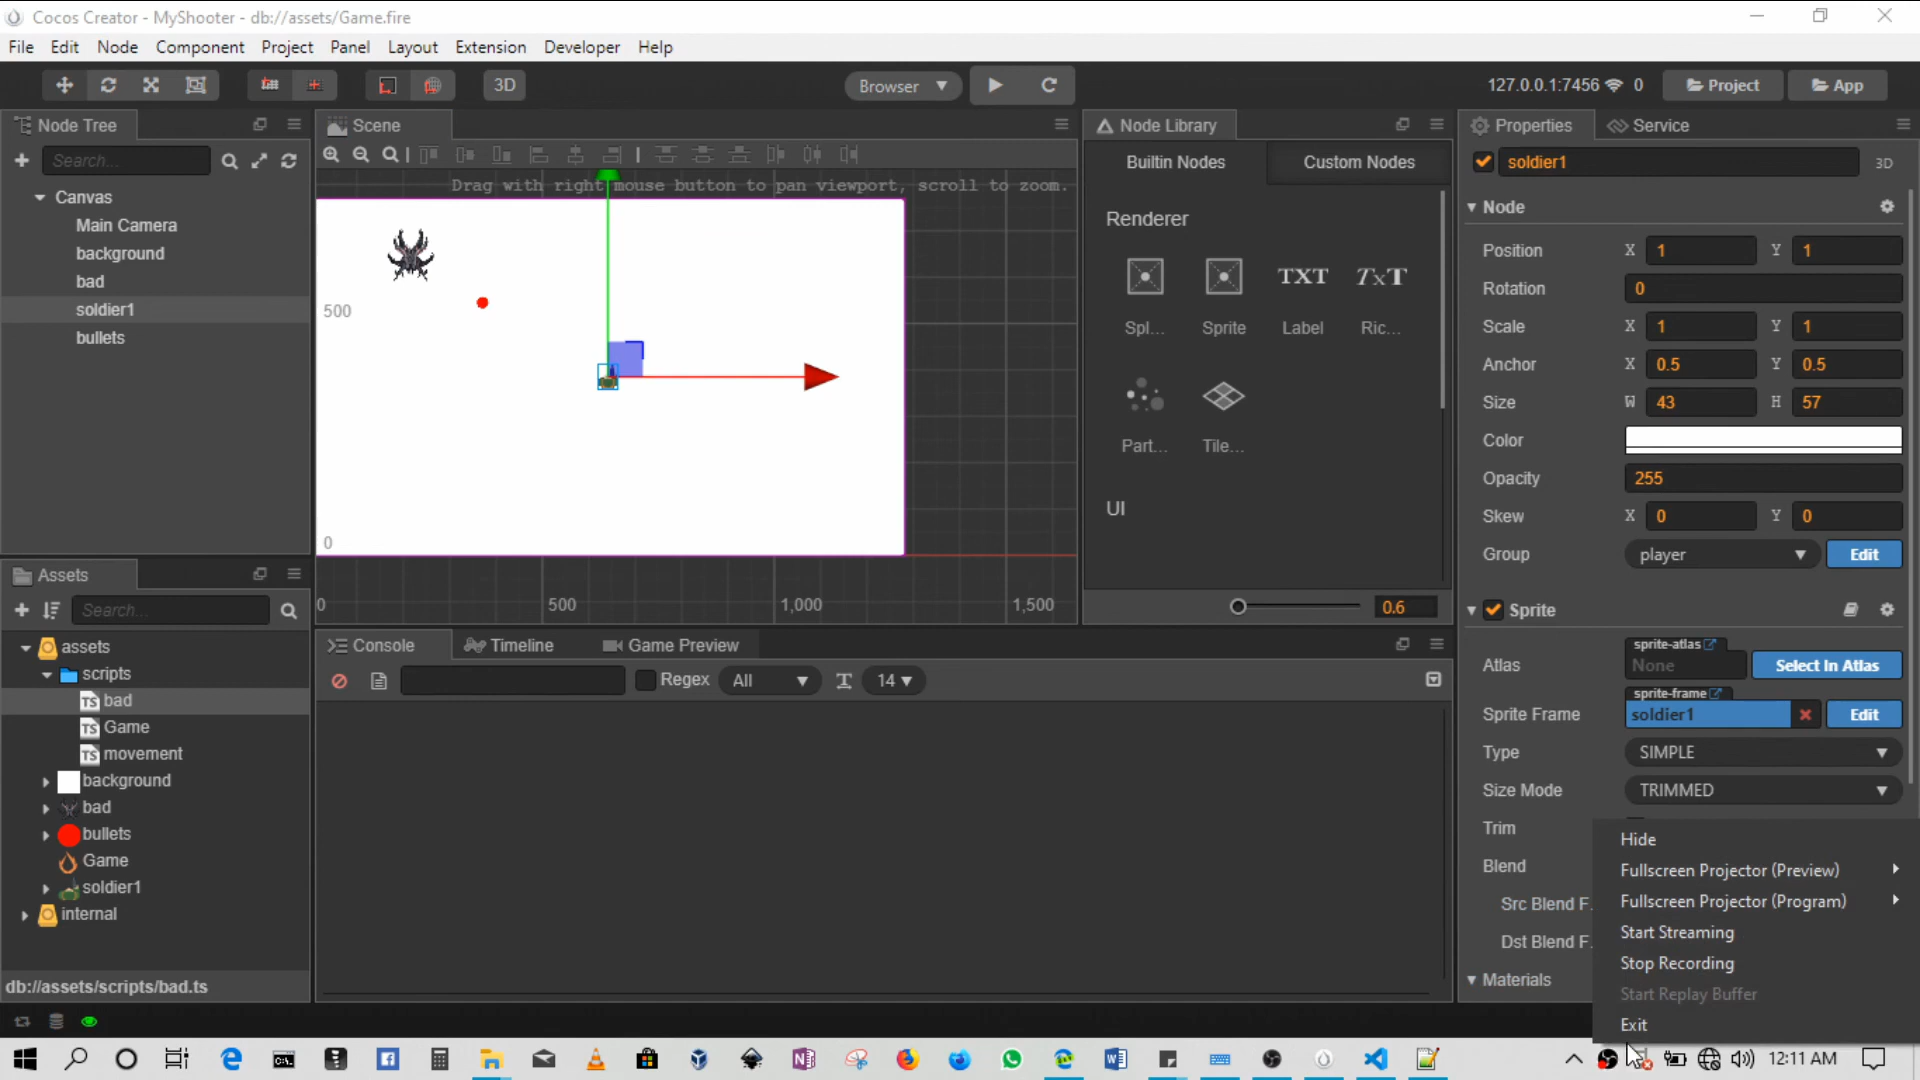 Cocos Creator - MyShooter - db://assets/Game.fire
File Edit Node Component Project Panel Layout Extension Developer Help
3D Browser 127.0.0.1:7456 0 Project App
Node Tree
Search...
Canvas
Main Camera
background
bad
soldier1
bullets
Scene
Drag with right mouse button to pan viewport, scroll to zoom.
500
0
0 500 1,000 1,500
Node Library
Builtin Nodes Custom Nodes
Renderer
TXT TxT
Spl... Sprite Label Ric...
Part... Tile...
UI
0.6
Properties Service
soldier1 3D
Node
Position X 1 Y 1
Rotation 0
Scale X 1 Y 1
Anchor X 0.5 Y 0.5
Size W 43 H 57
Color
Opacity 255
Skew X 0 Y 0
Group player Edit
Sprite
sprite-atlas
Atlas None Select In Atlas
sprite-frame
Sprite Frame soldier1 Edit
Type SIMPLE
Size Mode TRIMMED
Trim
Blend
Src Blend F.
Dst Blend F.
Materials
Assets
Search...
assets
scripts
TS bad
TS Game
TS movement
background
bad
bullets
Game
soldier1
internal
db://assets/scripts/bad.ts
Console Timeline Game Preview
Regex All 14
Hide
Fullscreen Projector (Preview)
Fullscreen Projector (Program)
Start Streaming
Stop Recording
Start Replay Buffer
Exit
12:11 AM